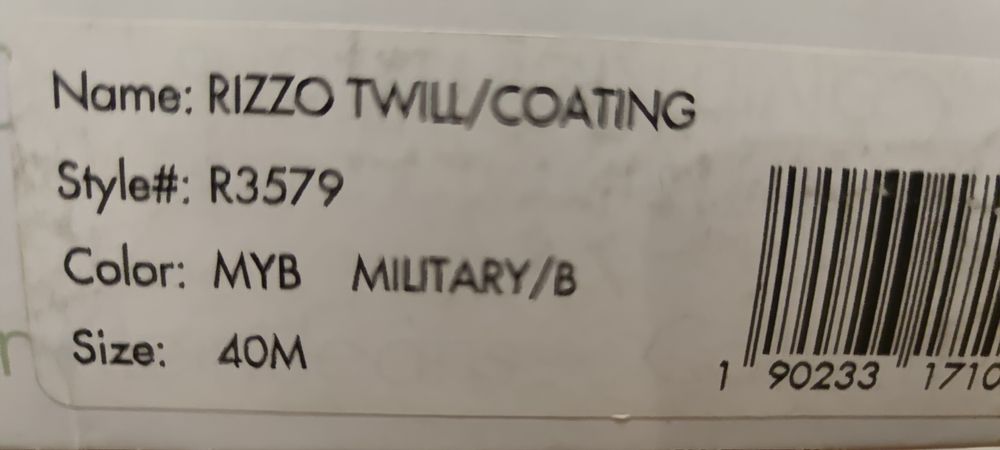 Name: RIZZO TWILL/COATING
Style#: R3579
Color: MYB MILITARY/B
Size: 40M
1 90233 1710